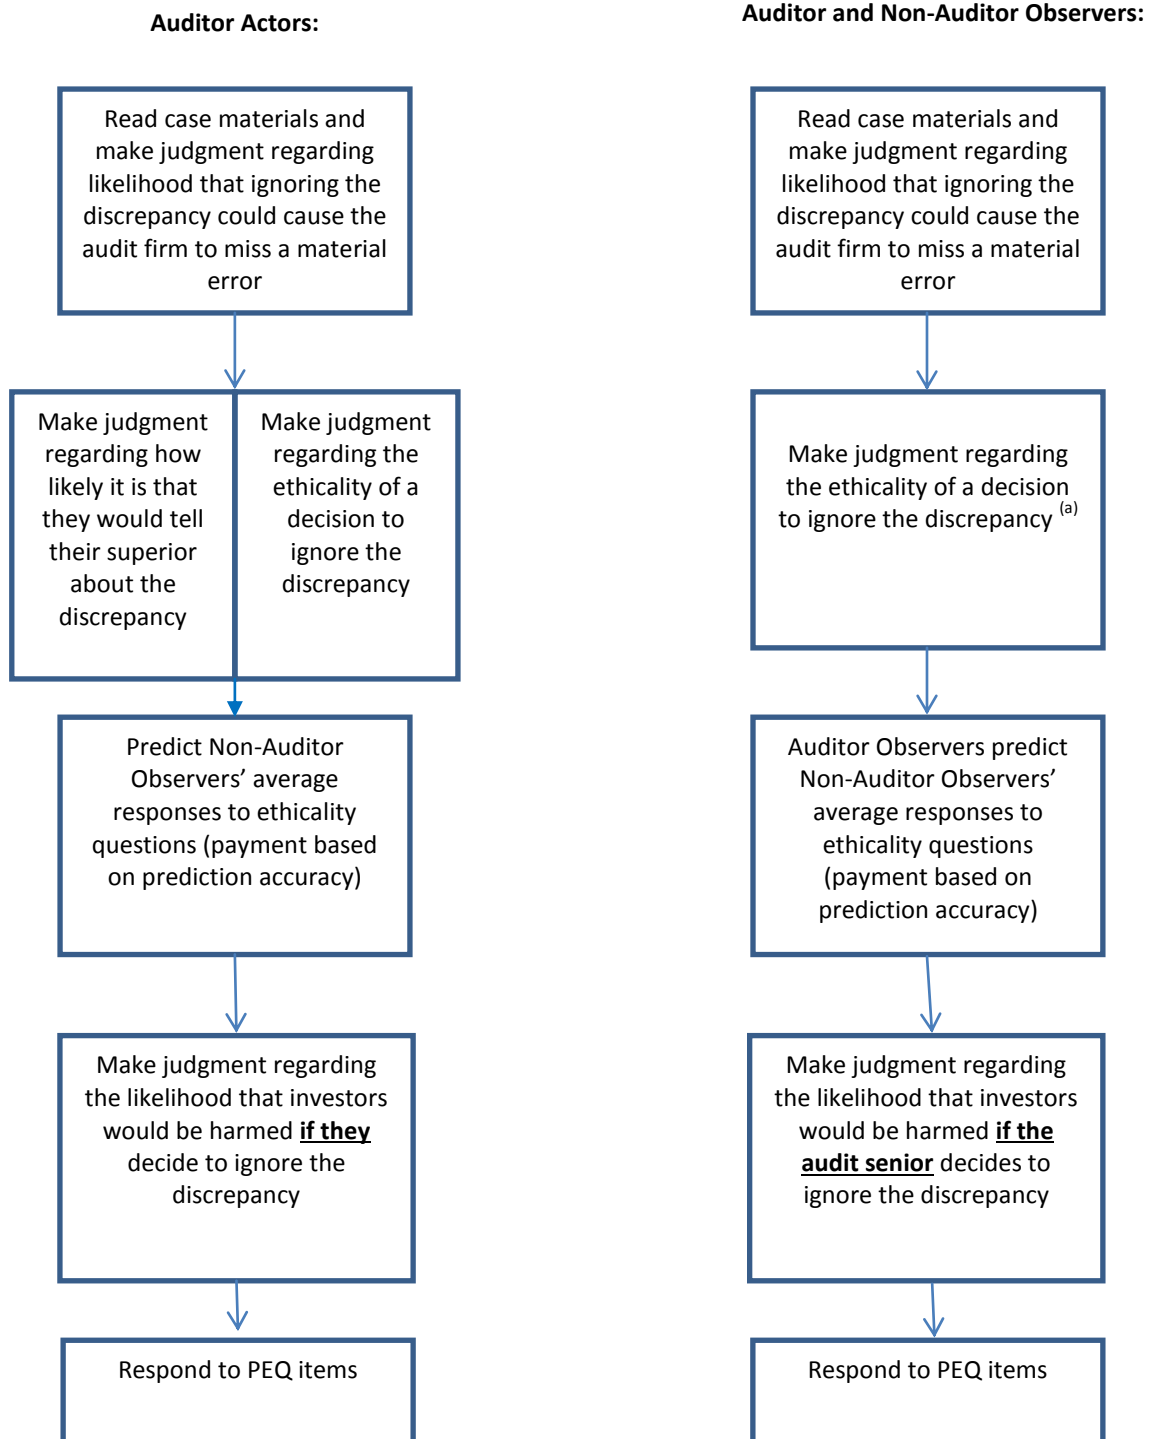 Auditor Actors:
Read case materials and
make judgment regarding
likelihood that ignoring the
discrepancy could cause the
audit firm to miss a material
error
Make judgment
regarding how
likely it is that
they would tell
their superior
about the
discrepancy
Make judgment
regarding the
ethicality of a
decision to
ignore the
discrepancy
Predict Non-Auditor
Observers’ average
responses to ethicality
questions (payment based
on prediction accuracy)
Make judgment regarding
the likelihood that investors
would be harmed if they
decide to ignore the
discrepancy
Respond to PEQ items
Auditor and Non-Auditor Observers:
Read case materials and
make judgment regarding
likelihood that ignoring the
discrepancy could cause the
audit firm to miss a material
error
Make judgment regarding
the ethicality of a decision
to ignore the discrepancy (a)
Auditor Observers predict
Non-Auditor Observers’
average responses to
ethicality questions
(payment based on
prediction accuracy)
Make judgment regarding
the likelihood that investors
would be harmed if the
audit senior decides to
ignore the discrepancy
Respond to PEQ items